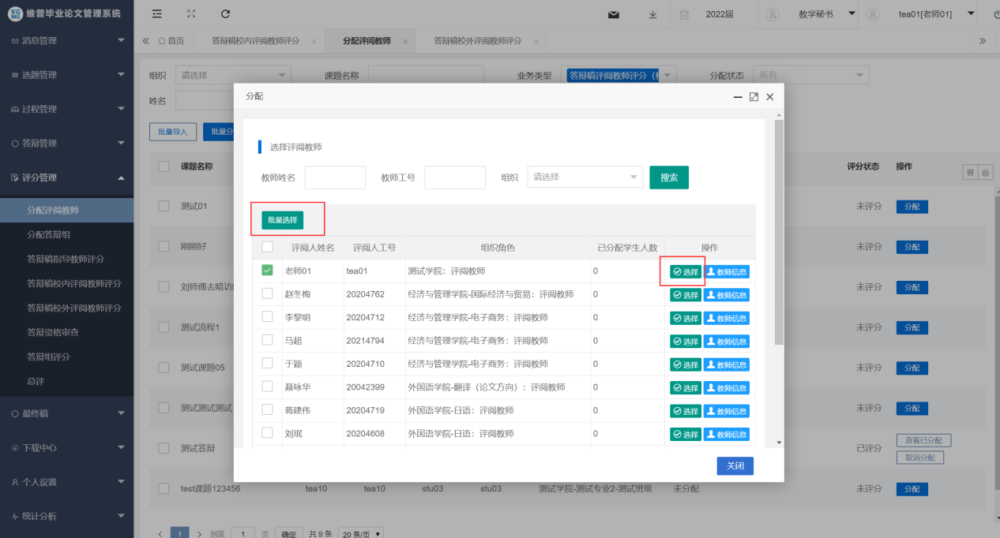 维普毕业论文管理系统
2022届 教学秘书 tea01[老师01]
首页 答辩稿校内评阅教师评分 × 分配评阅教师 × 答辩稿校外评阅教师评分 ×
消息管理
选题管理
过程管理
答辩管理
评分管理
分配评阅教师
分配答辩组
答辩稿指导教师评分
答辩稿校内评阅教师评分
答辩稿校外评阅教师评分
答辩资格审查
答辩组评分
总评
最终稿
下载中心
个人设置
统计分析
组织 请选择 课题名称 业务类型 答辩稿评阅教师评分 分配状态 所有
姓名
批量导入 批量分
课题名称 评分状态 操作
测试01 未评分 分配
刚刚好 未评分 分配
刘师傅去暗访 未评分 分配
测试流程1 未评分 分配
测试课题05 未评分 分配
测试测试测试 未评分 分配
测试答辩 已评分 查看已分配
取消分配
test课题123456 tea10 tea10 stu03 stu03 测试学院-测试专业2-测试班级 未分配 未评分 分配
1 到第 1 页 确定 共 9 条 20 条/页
分配
选择评阅教师
教师姓名 教师工号 组织 请选择 搜索
批量选择
评阅人姓名 评阅人工号 组织角色 已分配学生人数 操作
老师01 tea01 测试学院：评阅教师 0 选择 教师信息
赵冬梅 20204762 经济与管理学院-国际经济与贸易：评阅教师 0 选择 教师信息
李黎明 20204712 经济与管理学院-电子商务：评阅教师 0 选择 教师信息
马超 20214794 经济与管理学院-电子商务：评阅教师 0 选择 教师信息
于颖 20204710 经济与管理学院-电子商务：评阅教师 0 选择 教师信息
聂咏华 20042399 外国语学院-翻译（论文方向）：评阅教师 0 选择 教师信息
蒋建伟 20204719 外国语学院-日语：评阅教师 0 选择 教师信息
刘珉 20204608 外国语学院-日语：评阅教师 0 选择 教师信息
关闭